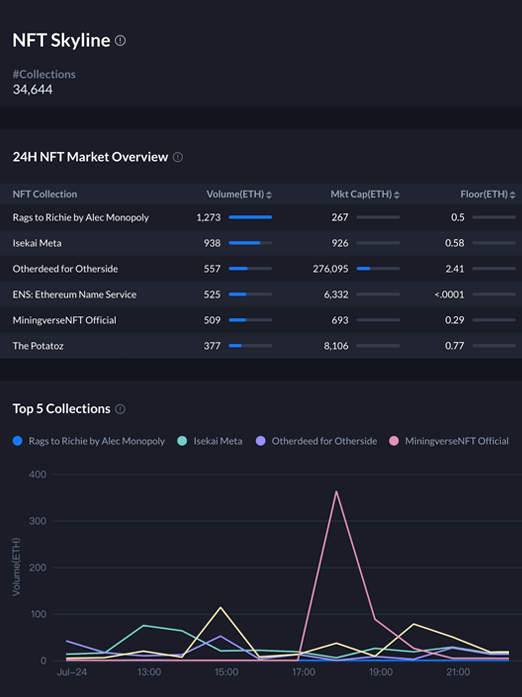 NFT Skyline
#Collections
34,644
24H NFT Market Overview
NFT Collection Volume(ETH) Mkt Cap(ETH) Floor(ETH)
Rags to Richie by Alec Monopoly 1,273 267 0.5
Isekai Meta 938 926 0.58
Otherdeed for Otherside 557 276,095 2.41
ENS: Ethereum Name Service 525 6,332 <.0001
MiningverseNFT Official 509 693 0.29
The Potatoz 377 8,106 0.77
Top 5 Collections
Rags to Richie by Alec Monopoly Isekai Meta Otherdeed for Otherside MiningverseNFT Official
Volume(ETH)
400
300
200
100
0
Jul-24 13:00 15:00 17:00 19:00 21:00